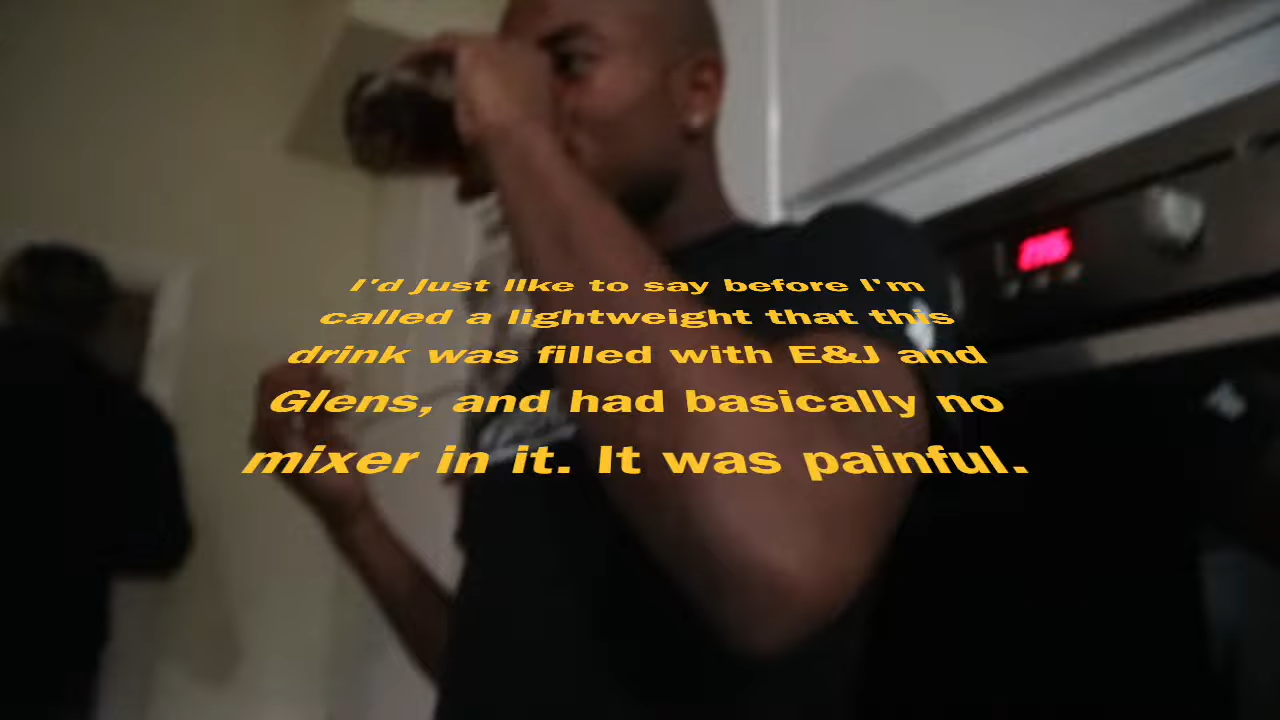 I'd just like to say before I'm
called a lightweight that this
drink was filled with E&J and
Glens, and had basically no
mixer in it. It was painful.